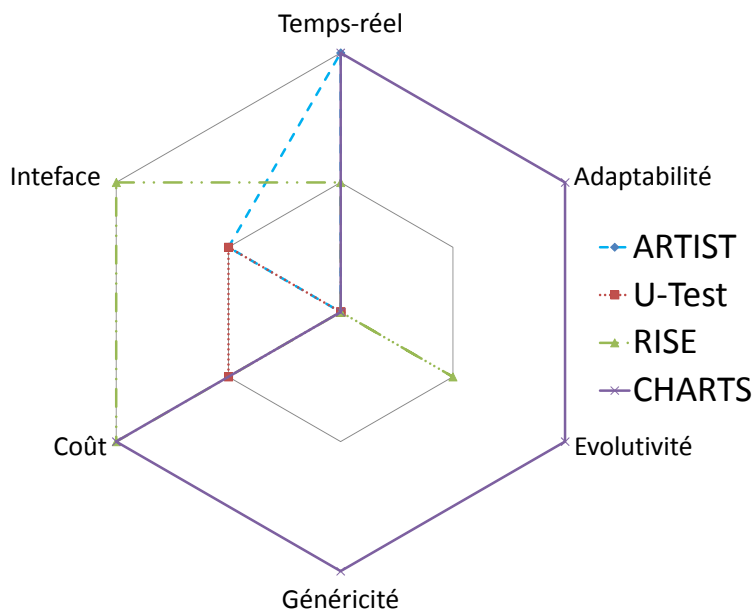 Temps-réel
Inteface
Adaptabilité
ARTIST
U-Test
RISE
CHARTS
Coût
Evolutivité
Généricité